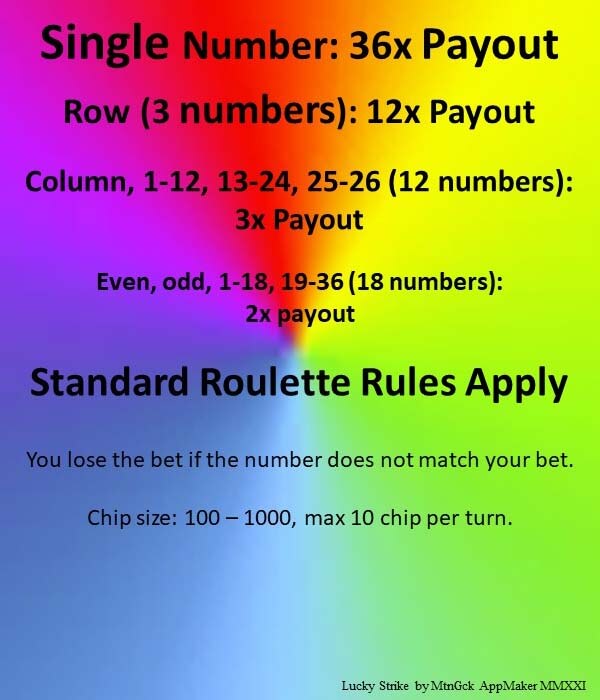 Single Number: 36x Payout
Row (3 numbers): 12x Payout
Column, 1-12, 13-24, 25-26 (12 numbers):
3x Payout
Even, odd, 1-18, 19-36 (18 numbers):
2x payout
Standard Roulette Rules Apply
You lose the bet if the number does not match your bet.
Chip size: 100 – 1000, max 10 chip per turn.
Lucky Strike by MtnGck AppMaker MMXXI